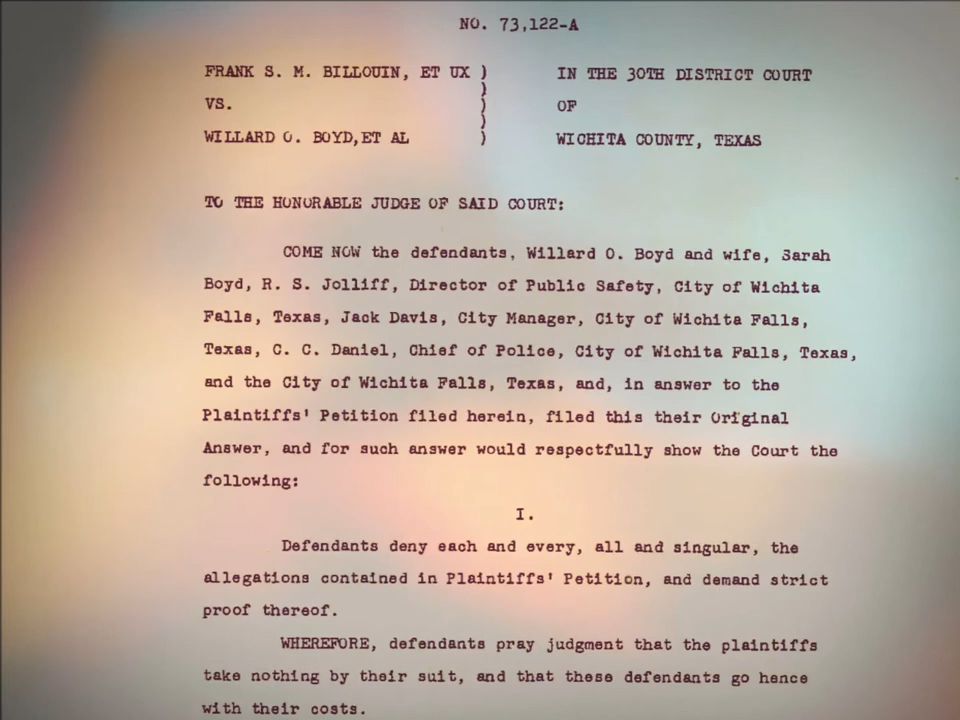 NO. 73,122-A
FRANK S. M. BILLOUIN, ET UX ) IN THE 30TH DISTRICT COURT
)
VS. ) OF
)
WILLARD O. BOYD,ET AL ) WICHITA COUNTY, TEXAS
TO THE HONORABLE JUDGE OF SAID COURT:
COME NOW the defendants, Willard O. Boyd and wife, Sarah
Boyd, R. S. Jolliff, Director of Public Safety, City of Wichita
Falls, Texas, Jack Davis, City Manager, City of Wichita Falls,
Texas, C. C. Daniel, Chief of Police, City of Wichita Falls, Texas,
and the City of Wichita Falls, Texas, and, in answer to the
Plaintiffs' Petition filed herein, filed this their Original
Answer, and for such answer would respectfully show the Court the
following:
I.
Defendants deny each and every, all and singular, the
allegations contained in Plaintiffs' Petition, and demand strict
proof thereof.
WHEREFORE, defendants pray judgment that the plaintiffs
take nothing by their suit, and that these defendants go hence
with their costs.